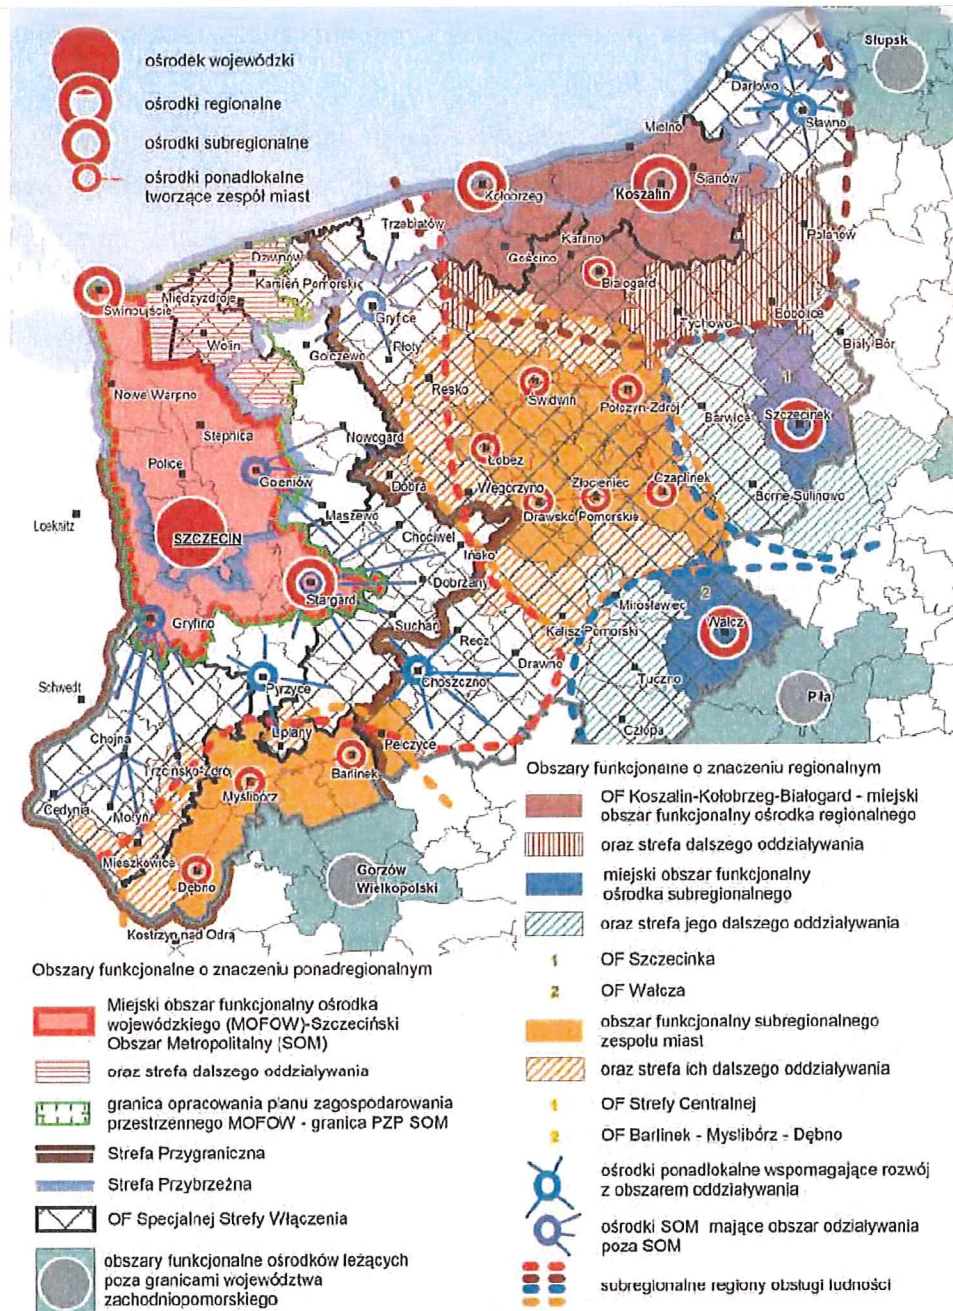 ośrodek wojewódzki
ośrodki regionalne
ośrodki subregionalne
ośrodki ponadlokalne
tworzące zespół miast
Słupsk
Darłowo
Sławno
Mielno
Sianów
Koszalin
Kołobrzeg
Trzebiatów
Polanów
Karlino
Gościno
Białogard
Dziwnów
Kamień Pomorski
Świnoujście
Międzyzdroje
Gryfice
Wolin
Golczewo
Płoty
Tychowo
Bobolice
Biały Bór
Resko
Świdwin
Połczyn-Zdrój
1
Barwice
Szczecinek
Nowe Warpno
Stepnica
Nowogard
Police
Goleniów
Łobez
Dobra
Węgorzyno
Złocieniec
Czaplinek
Borne Sulinowo
Drawsko Pomorskie
Maszewo
Loeknitz
SZCZECIN
Chociwel
Ińsko
Stargard
Dobrzany
2
Mirosławiec
Gryfino
Suchań
Recz
Kalisz Pomorski
Wałcz
Schwedt
Pyrzyce
Choszczno
Drawno
Tuczno
Piła
Człopa
Chojna
Lipiany
Pełczyce
Trzcińsko-Zdrój
Barlinek
Myślibórz
Cedynia
Moryń
Mieszkowice
Dębno
Gorzów
Wielkopolski
Kostrzyn nad Odrą
Obszary funkcjonalne o znaczeniu ponadregionalnym
Miejski obszar funkcjonalny ośrodka
wojewódzkiego (MOFOW)-Szczeciński
Obszar Metropolitalny (SOM)
oraz strefa dalszego oddziaływania
granica opracowania planu zagospodarowania
przestrzennego MOFOW - granica PZP SOM
Strefa Przygraniczna
Strefa Przybrzeżna
OF Specjalnej Strefy Włączenia
obszary funkcjonalne ośrodków leżących
poza granicami województwa
zachodniopomorskiego
Obszary funkcjonalne o znaczeniu regionalnym
OF Koszalin-Kołobrzeg-Białogard - miejski
obszar funkcjonalny ośrodka regionalnego
oraz strefa dalszego oddziaływania
miejski obszar funkcjonalny
ośrodka subregionalnego
oraz strefa jego dalszego oddziaływania
1 OF Szczecinka
2 OF Wałcza
obszar funkcjonalny subregionalnego
zespołu miast
oraz strefa ich dalszego oddziaływania
1 OF Strefy Centralnej
2 OF Barlinek - Myślibórz - Dębno
ośrodki ponadlokalne wspomagające rozwój
z obszarem oddziaływania
ośrodki SOM mające obszar odziaływania
poza SOM
subregionalne regiony obsługi ludności